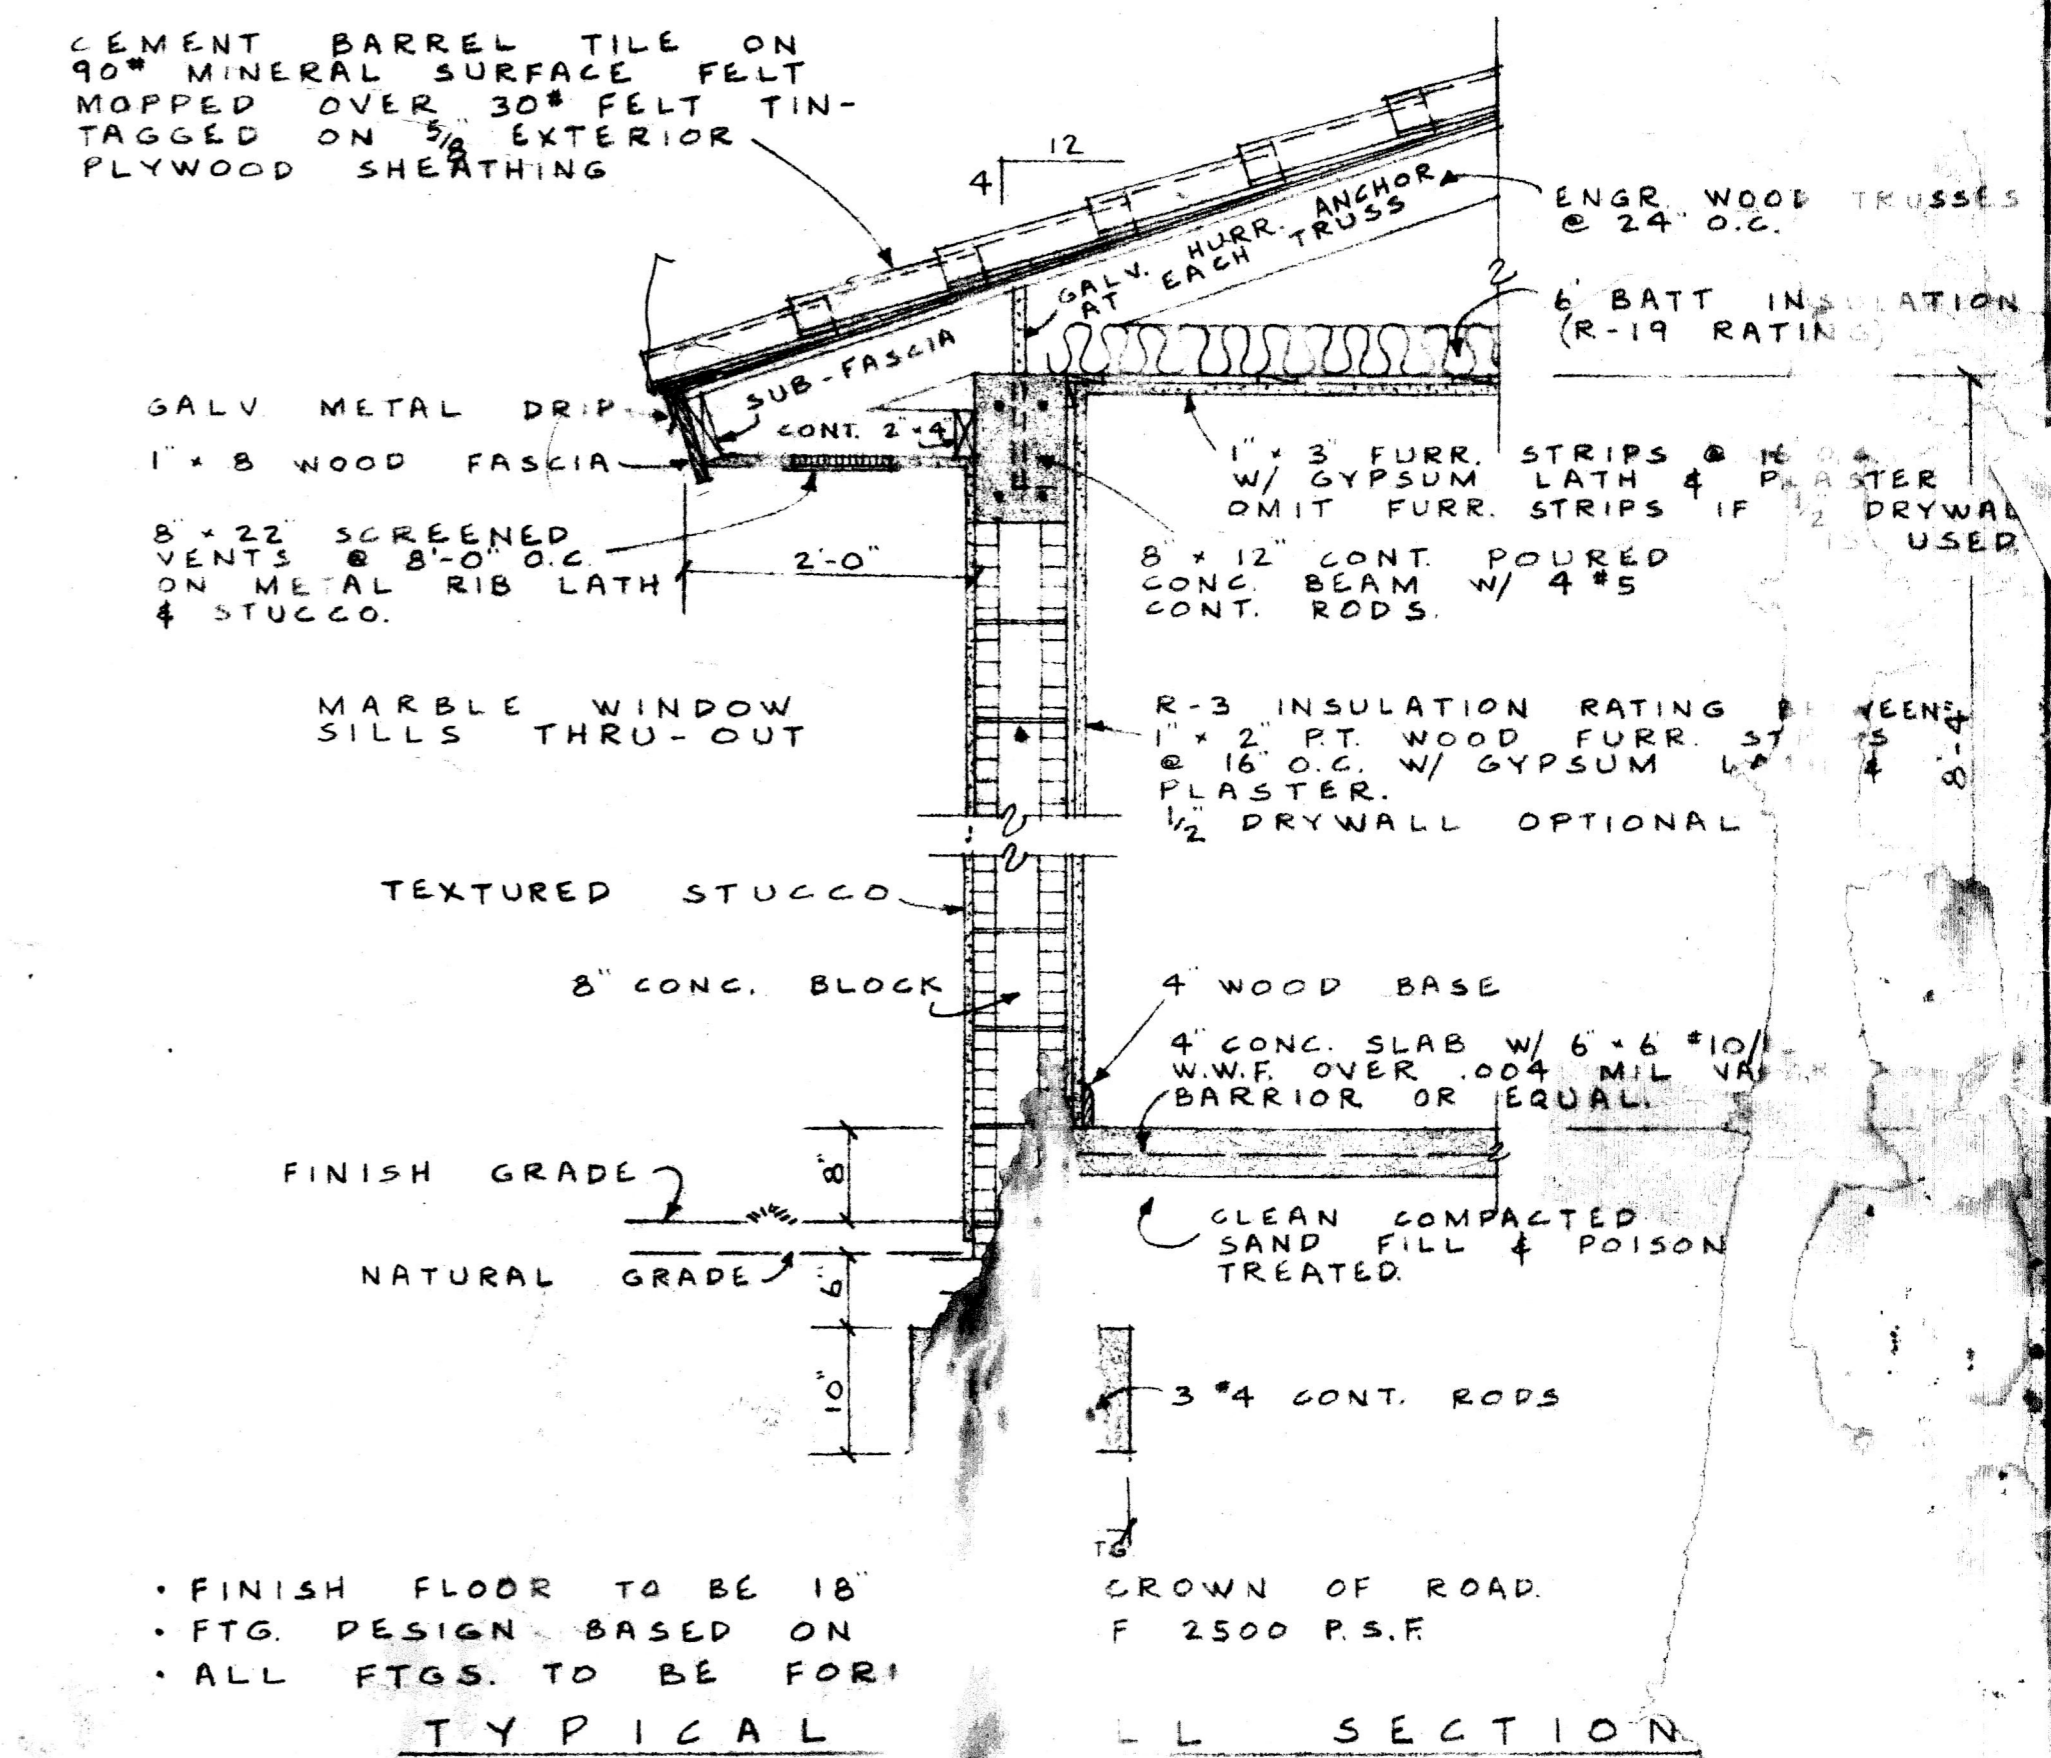 CEMENT BARREL TILE ON
90# MINERAL SURFACE FELT
MOPPED OVER 30# FELT TIN-
TAGGED ON 5/8" EXTERIOR
PLYWOOD SHEATHING
12
4
GALV. HURR. ANCHOR
AT EACH TRUSS
ENGR. WOOD TRUSSES
@ 24" O.C.
6" BATT INSULATION
(R-19 RATING)
SUB-FASCIA
CONT. 2"x4"
GALV. METAL DRIP
1" x 8 WOOD FASCIA
8" x 22" SCREENED
VENTS @ 8'-0" O.C.
ON METAL RIB LATH
& STUCCO.
2'-0"
1" x 3" FURR. STRIPS @ 16"
W/ GYPSUM LATH & PLASTER
OMIT FURR. STRIPS IF 1/2" DRYWAL
IS USED
8" x 12" CONT. POURED
CONC. BEAM W/ 4 #5
CONT. RODS.
MARBLE WINDOW
SILLS THRU-OUT
R-3 INSULATION RATING
1" x 2" P.T. WOOD FURR.
@ 16" O.C. W/ GYPSUM &
PLASTER.
1/2" DRYWALL OPTIONAL
8'-4"
TEXTURED STUCCO
8" CONC. BLOCK
4" WOOD BASE
4" CONC. SLAB W/ 6" x 6" #10/
W.W.F. OVER .004 MIL
BARRIOR OR EQUAL.
8"
FINISH GRADE
NATURAL GRADE
6"
CLEAN COMPACTED
SAND FILL & POISON
TREATED.
10"
3 #4 CONT. RODS
• FINISH FLOOR TO BE 18" CROWN OF ROAD.
• FTG. DESIGN BASED ON F 2500 P.S.F.
• ALL FTGS. TO BE
TYPICAL LL SECTION